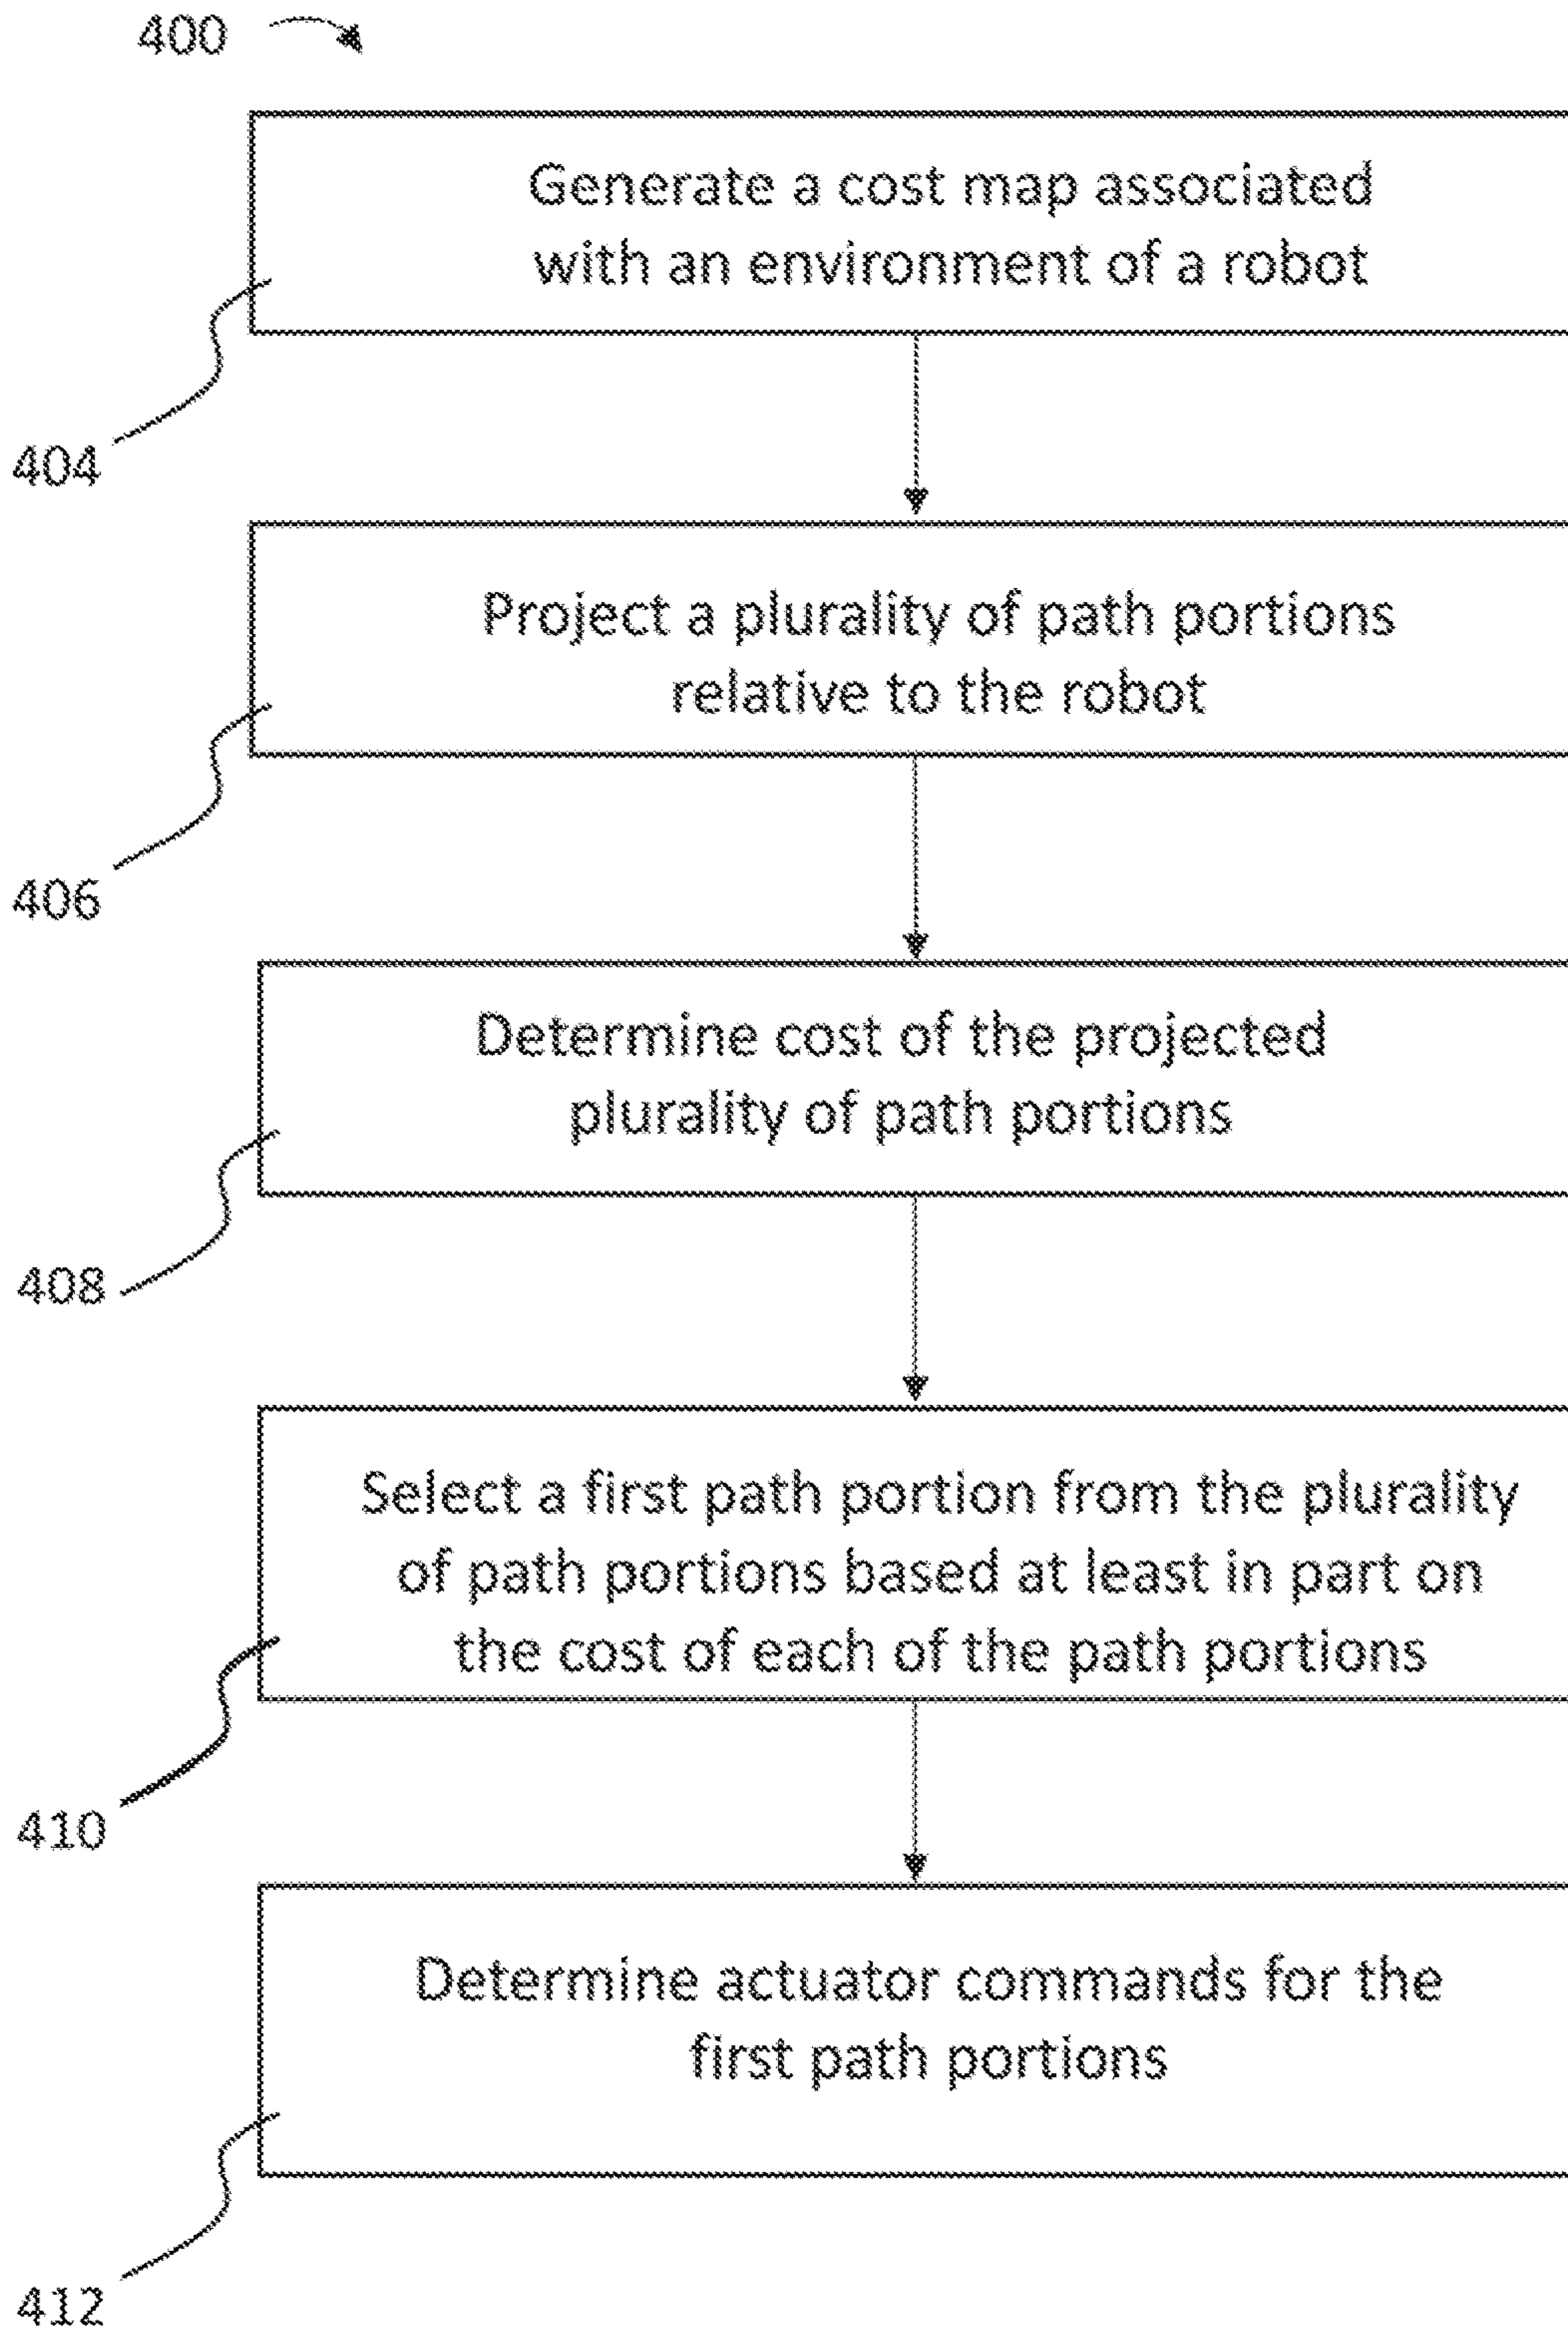 400
Generate a cost map associated
with an environment of a robot
404
Project a plurality of path portions
relative to the robot
406
Determine cost of the projected
plurality of path portions
408
Select a first path portion from the plurality
of path portions based at least in part on
the cost of each of the path portions
410
Determine actuator commands for the
first path portions
412